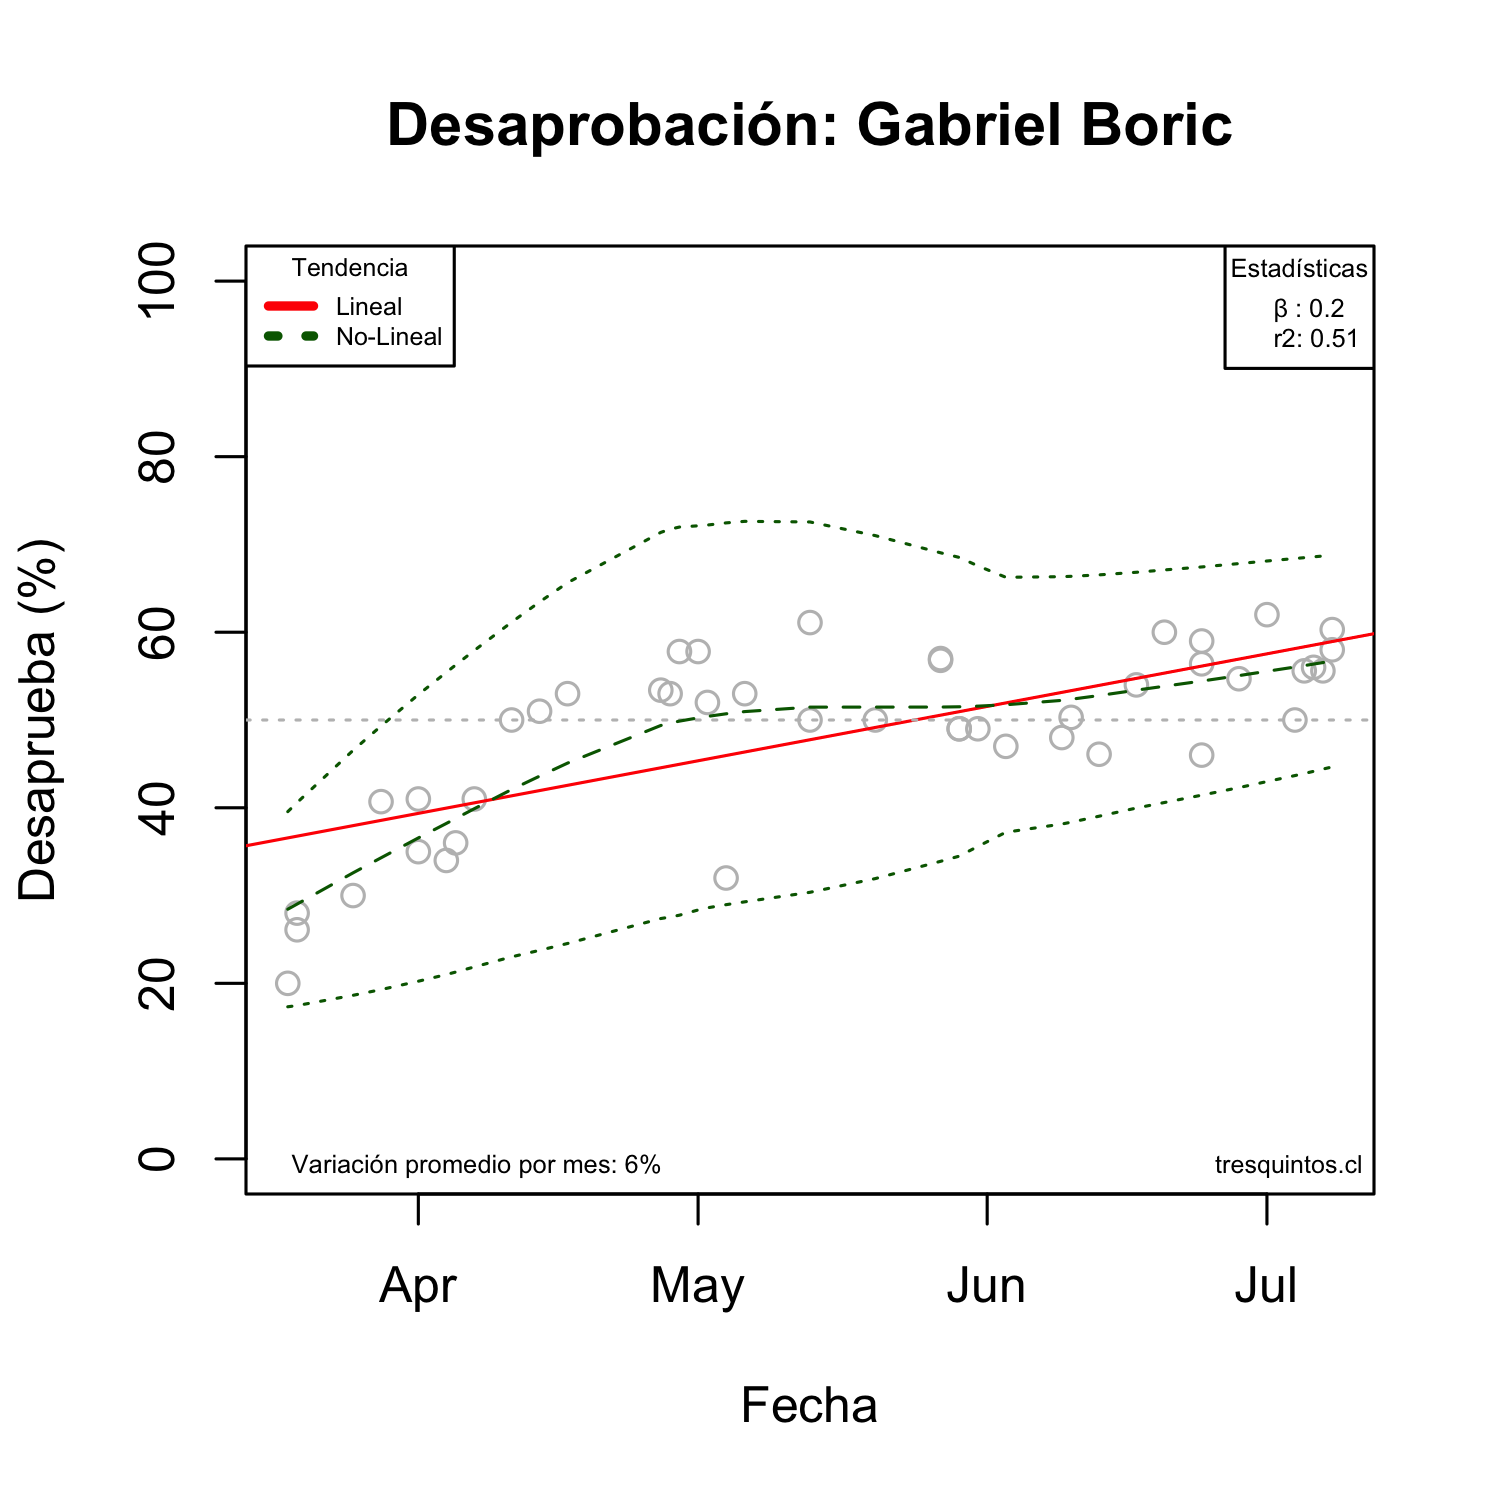 Desaprobación: Gabriel Boric
Tendencia
Lineal
No-Lineal
Estadísticas
β : 0.2
r2: 0.51
Desaprueba (%)
100
80
60
40
20
0
Variación promedio por mes: 6%
tresquintos.cl
Apr May Jun Jul
Fecha